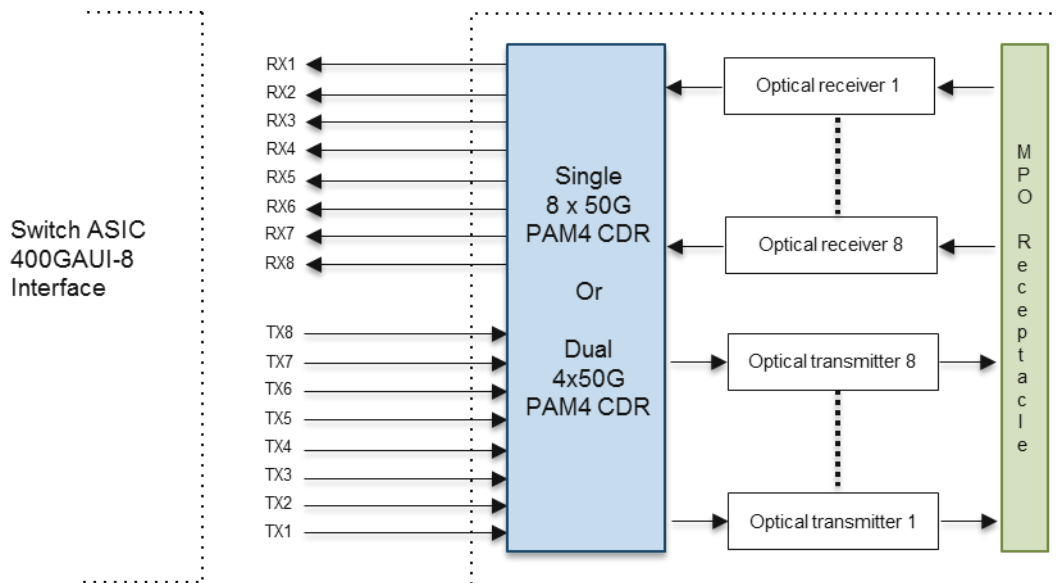 Switch ASIC
400GAUI-8
Interface
RX1
RX2
RX3
RX4
RX5
RX6
RX7
RX8
TX8
TX7
TX6
TX5
TX4
TX3
TX2
TX1
Single
8 x 50G
PAM4 CDR
Or
Dual
4x50G
PAM4 CDR
Optical receiver 1
Optical receiver 8
Optical transmitter 8
Optical transmitter 1
MPO Receptacle